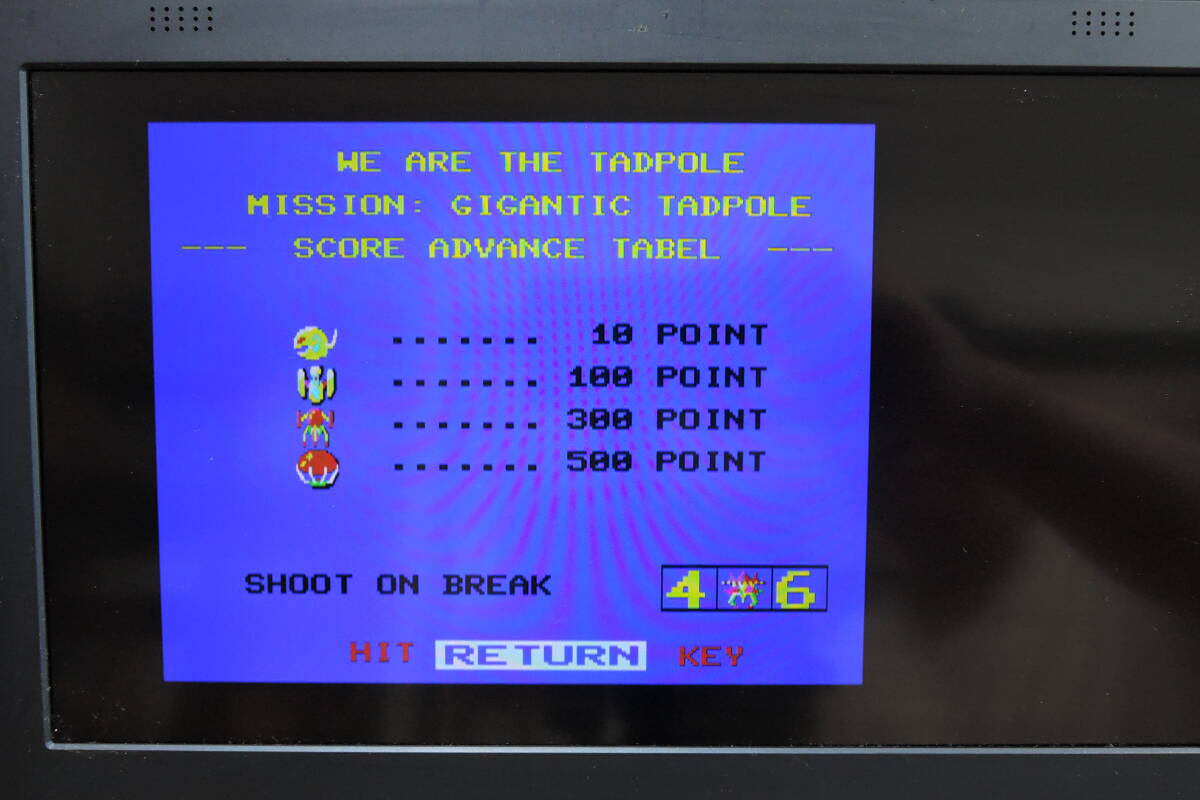 WE ARE THE TADPOLE
MISSION: GIGANTIC TADPOLE
--- SCORE ADVANCE TABEL ---
....... 10 POINT
....... 100 POINT
....... 300 POINT
....... 500 POINT
SHOOT ON BREAK 4 6
HIT RETURN KEY